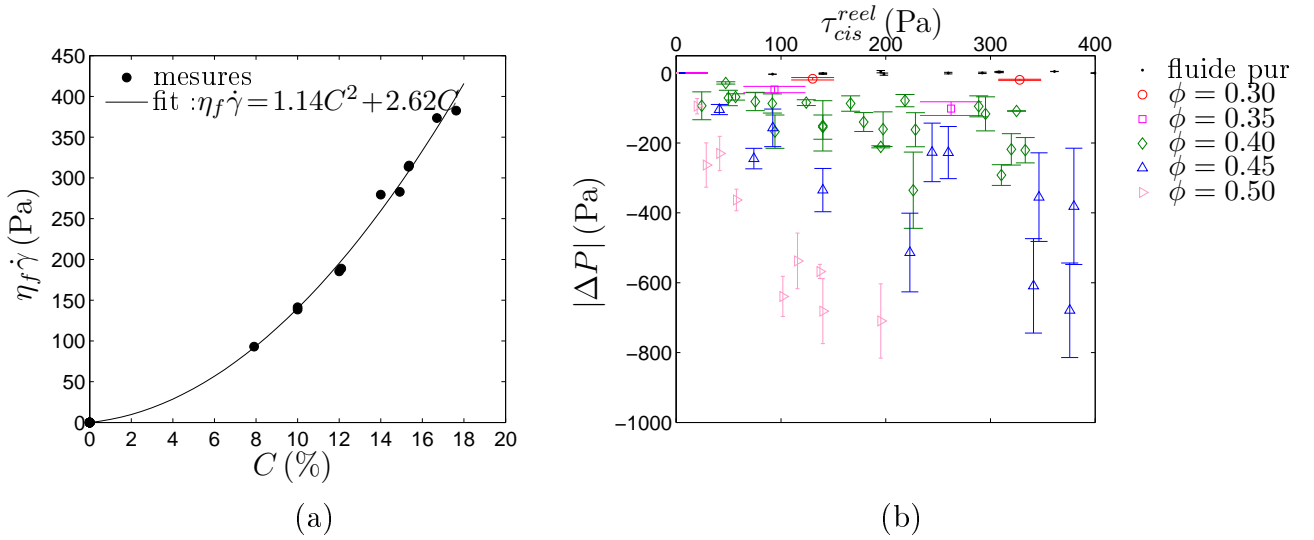 450
400
350
300
250
200
150
100
50
0
η_f γ̇ (Pa)
mesures
fit : η_f γ̇ = 1.14C² + 2.62C
0 2 4 6 8 10 12 14 16 18 20
C (%)
(a)
τ_cis^reel (Pa)
0 100 200 300 400
0
−200
−400
−600
−800
−1000
|ΔP| (Pa)
fluide pur
ϕ = 0.30
ϕ = 0.35
ϕ = 0.40
ϕ = 0.45
ϕ = 0.50
(b)